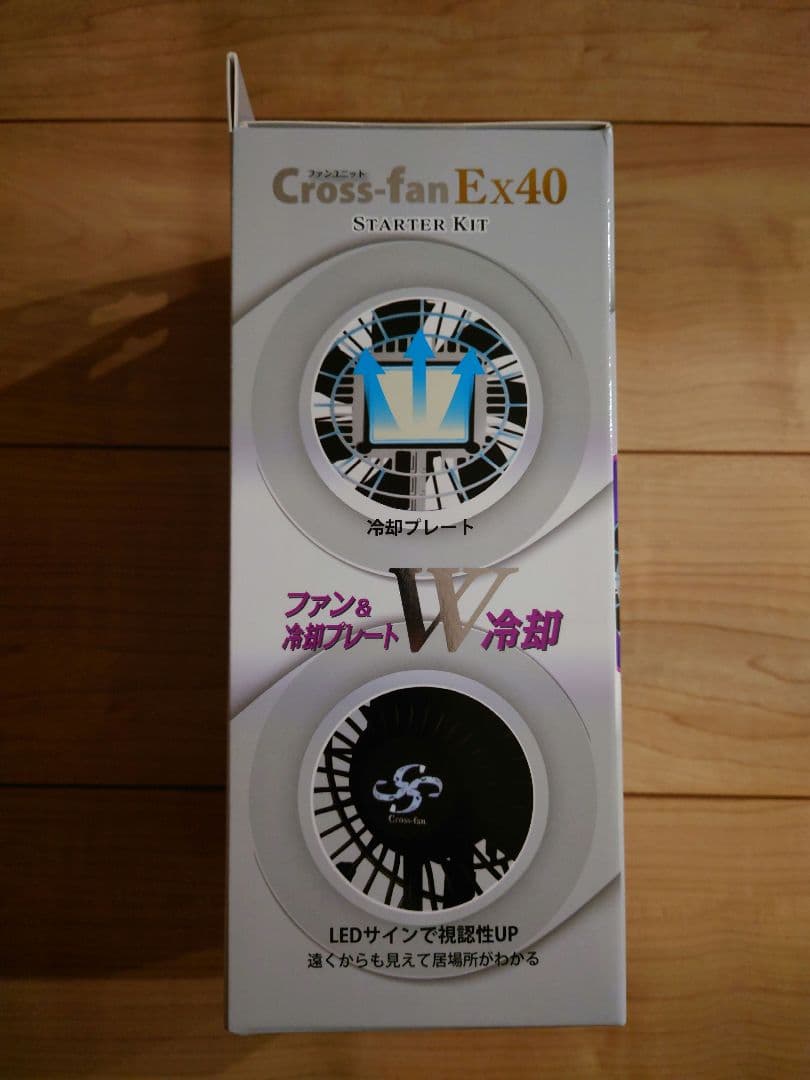 ファンユニット
Cross-fan Ex40
STARTER KIT
冷却プレート
ファン&
冷却プレート W冷却
Cross-fan
LEDサインで視認性UP
遠くからも見えて居場所がわかる